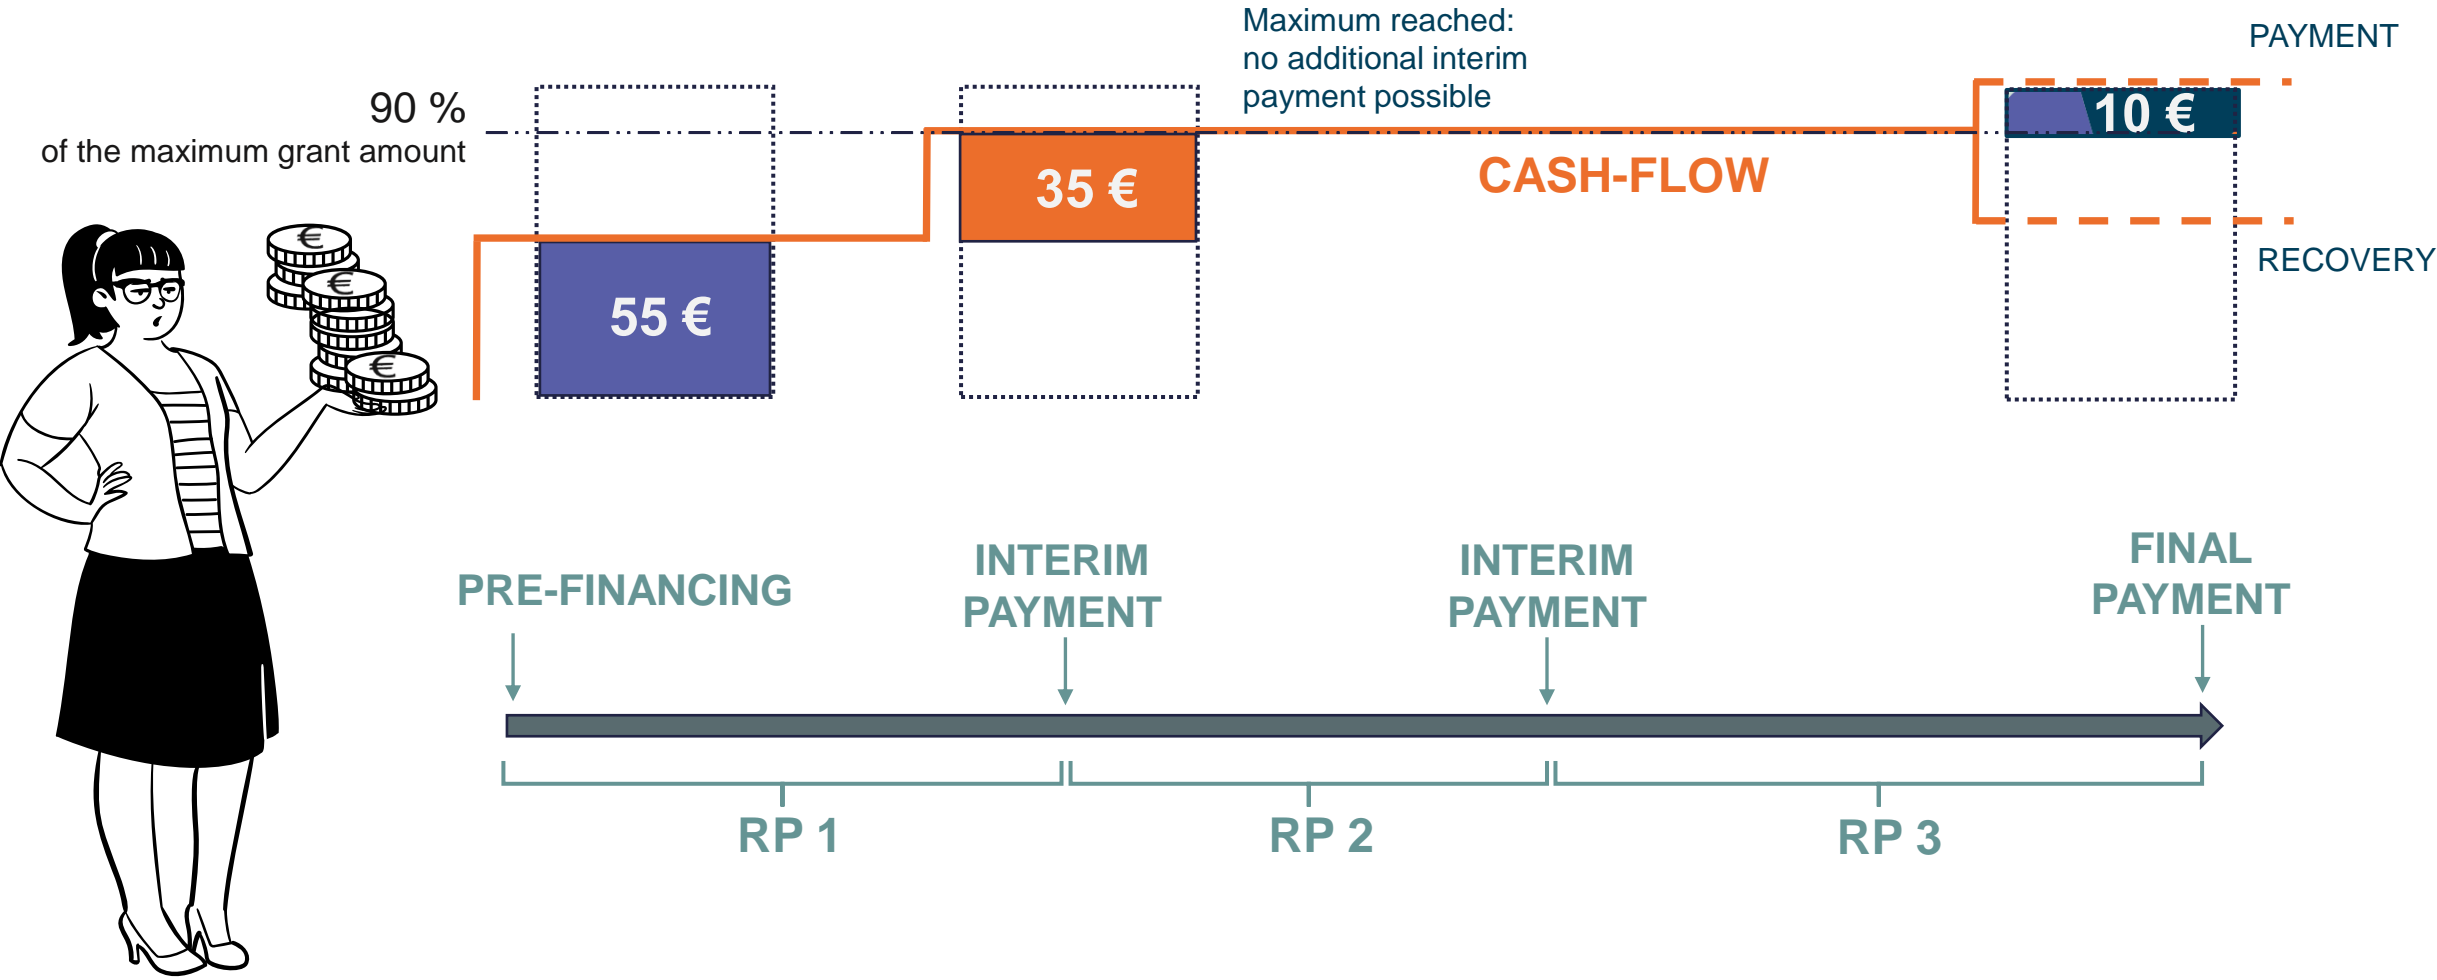 Maximum reached:
no additional interim
payment possible
PAYMENT
90 %
of the maximum grant amount
10 €
35 €
CASH-FLOW
RECOVERY
55 €
€
€
€
PRE-FINANCING
INTERIM
PAYMENT
INTERIM
PAYMENT
FINAL
PAYMENT
RP 1
RP 2
RP 3